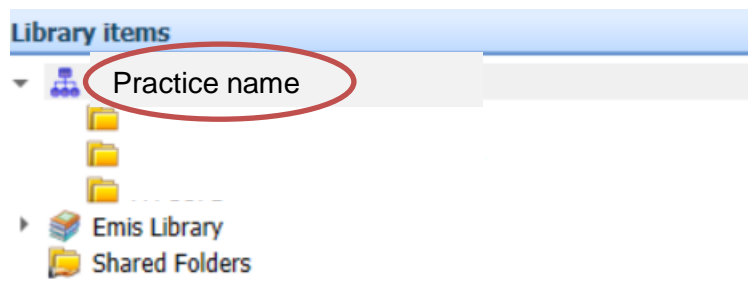 Library items
Practice name
Emis Library
Shared Folders